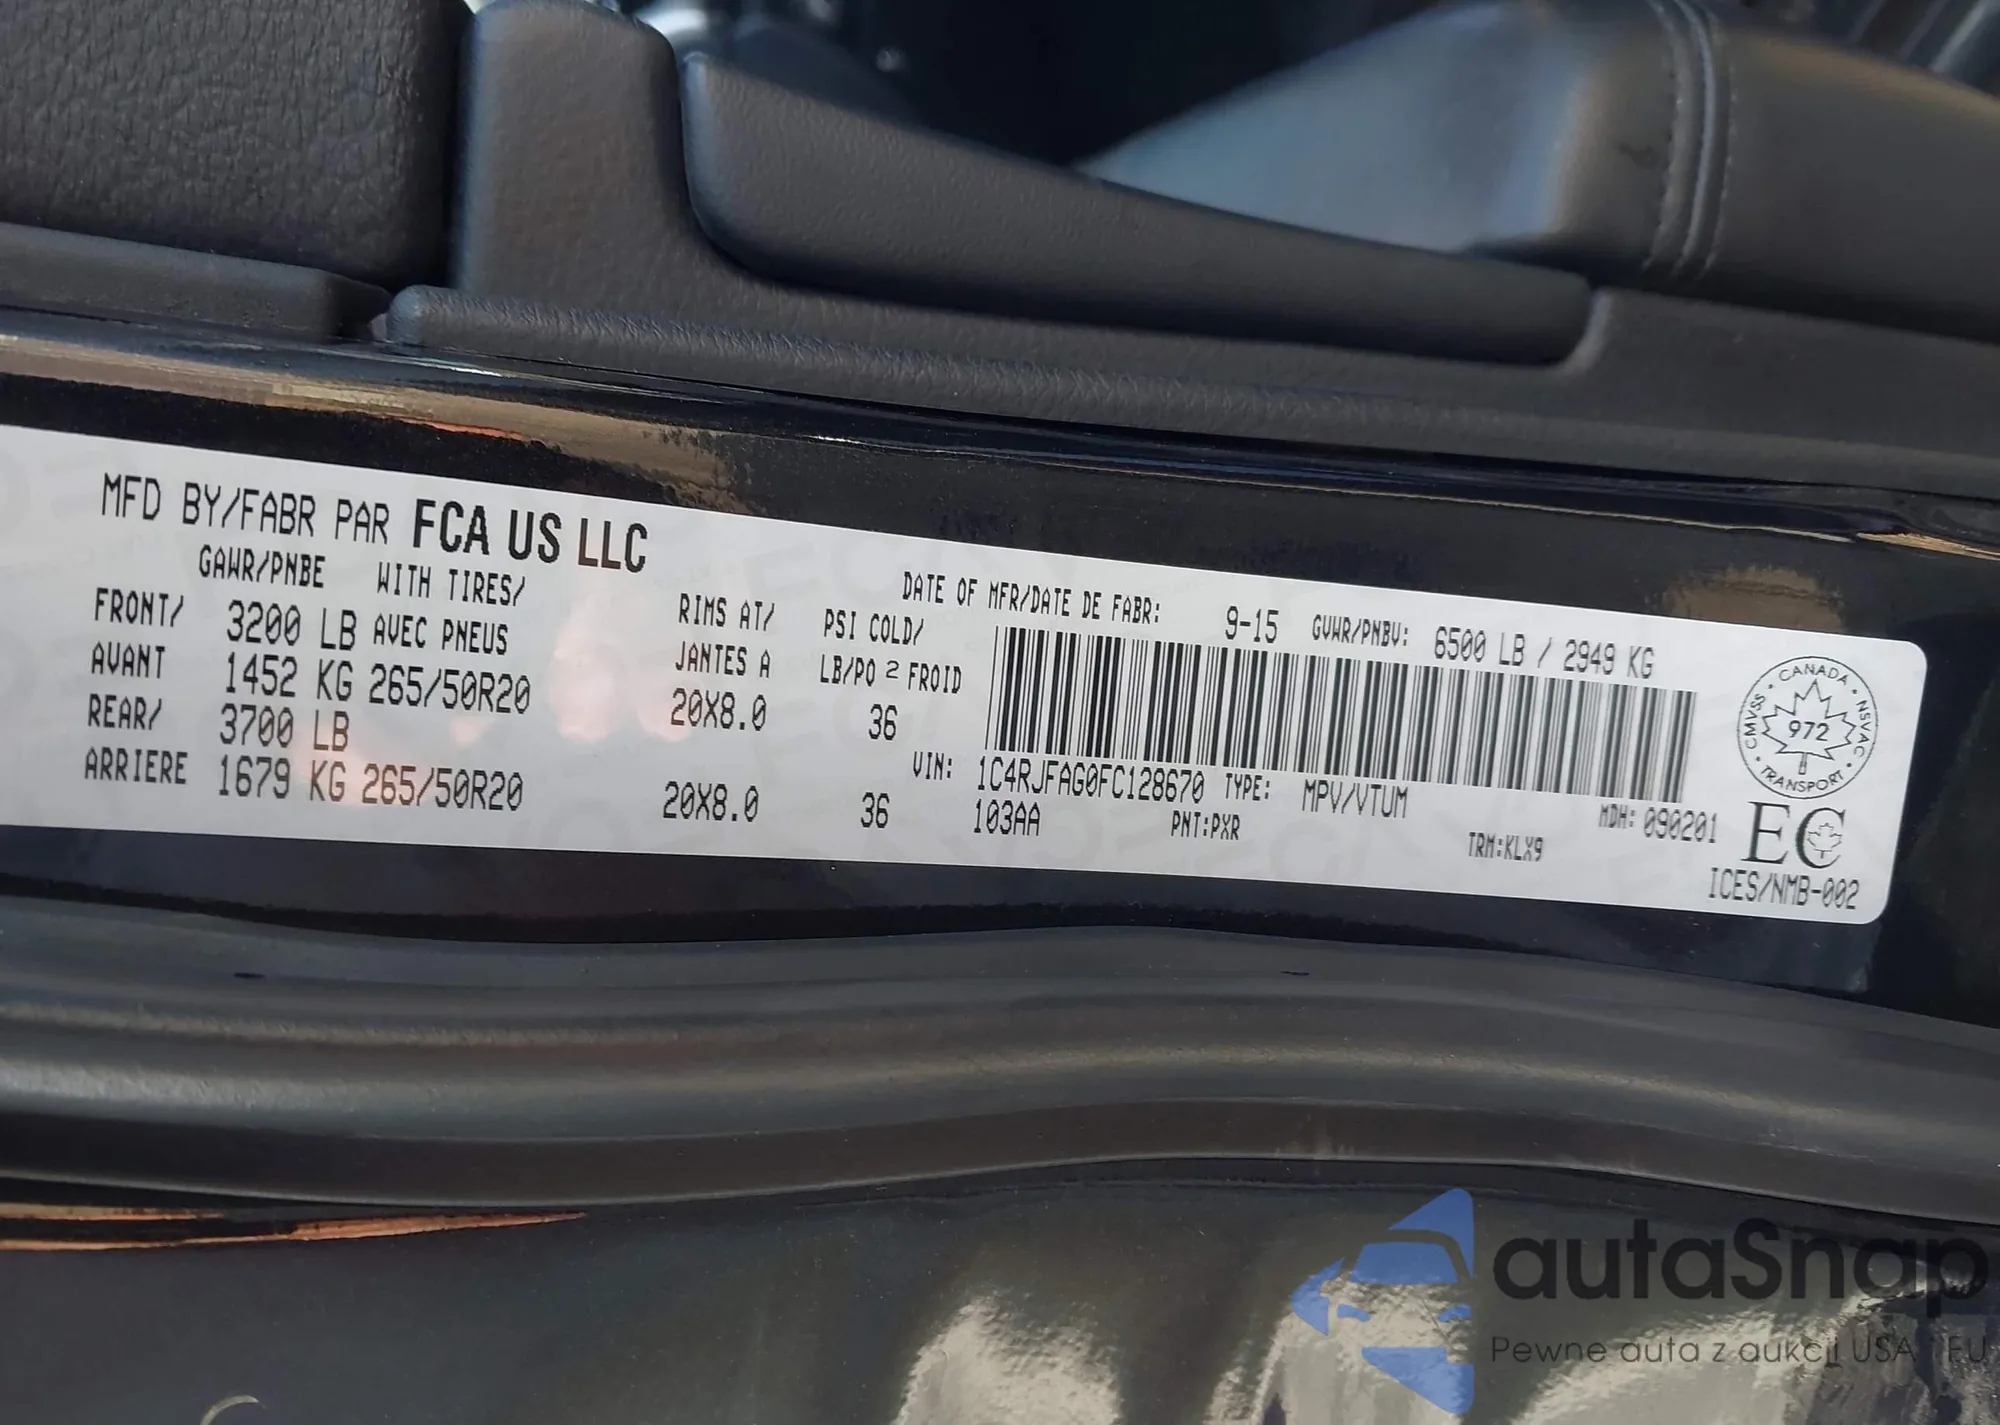 MFD BY/FABR PAR FCA US LLC
GAWR/PNBE WITH TIRES/ RIMS AT/ PSI COLD/
FRONT/ 3200 LB AVEC PNEUS JANTES A LB/PO 2 FROID
AVANT 1452 KG 265/50R20 20X8.0 36
REAR/ 3700 LB
ARRIERE 1679 KG 265/50R20 20X8.0 36
DATE OF MFR/DATE DE FABR: 9-15 GVWR/PNBV: 6500 LB / 2949 KG
VIN: 1C4RJFAG0FC128670 TYPE: MPV/VTUM MDH: 090201
103AA PNT:PXR TRM:KLX9
CANADA
CMVSS 972 NSVAC
TRANSPORT
EC
ICES/NMB-002
autaSnap
Pewne auta z aukcji USA i EU